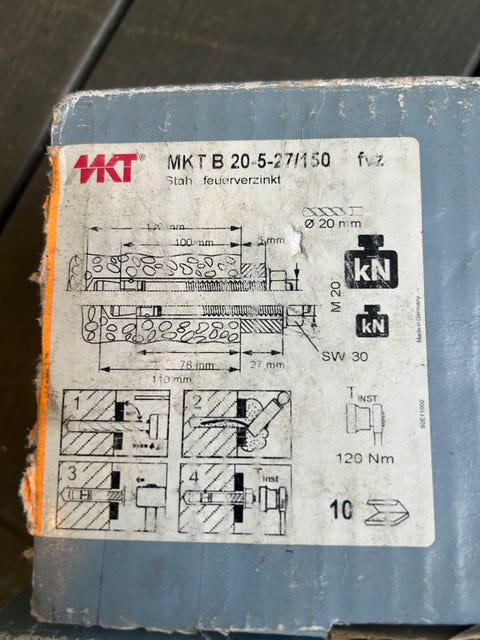 MKT®
MKT B 20-5-27/150 fvz
Stahl feuerverzinkt
Ø 20 mm
120 mm
100 mm
mm
kN
M 20
kN
Made in Germany
SW 30
78 mm
27 mm
110 mm
1
2
T INST
92E11002
120 Nm
3
4
T inst
10